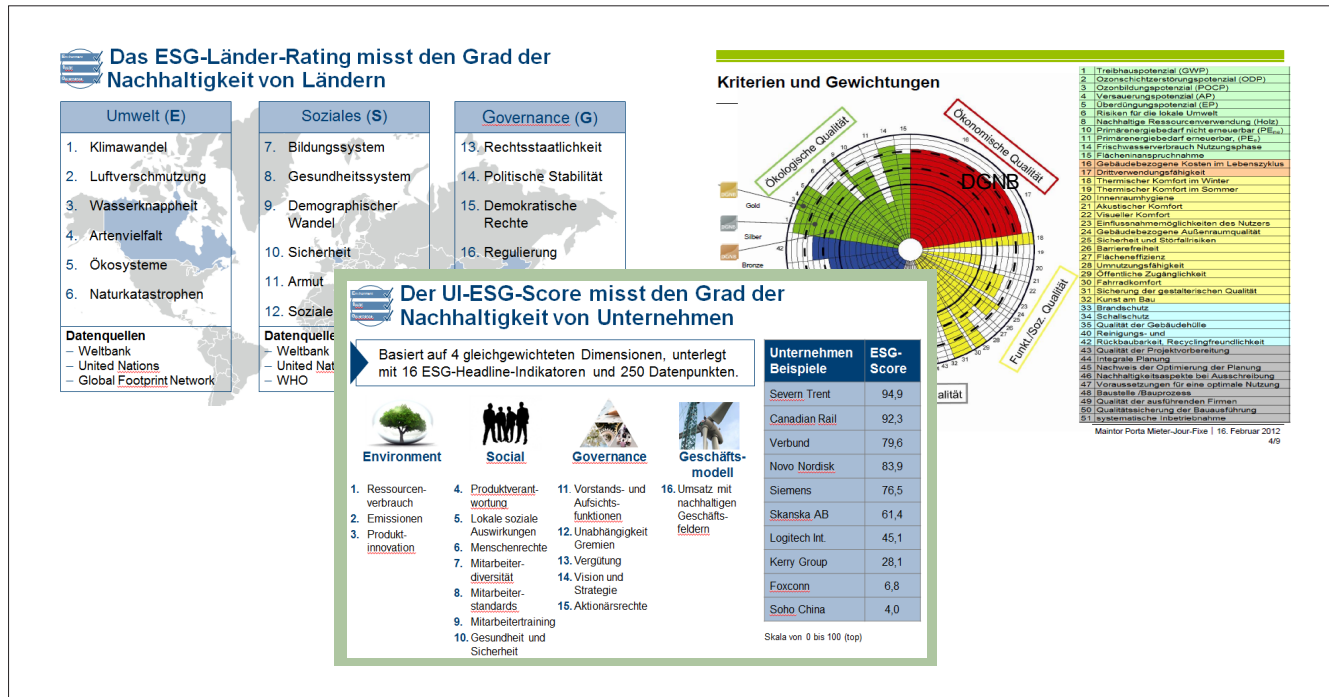 Das ESG-Länder-Rating misst den Grad der
Nachhaltigkeit von Ländern
Umwelt (E)
1. Klimawandel
2. Luftverschmutzung
3. Wasserknappheit
4. Artenvielfalt
5. Ökosysteme
6. Naturkatastrophen
Datenquellen
– Weltbank
– United Nations
– Global Footprint Network
Soziales (S)
7. Bildungssystem
8. Gesundheitssystem
9. Demographischer
Wandel
10. Sicherheit
11. Armut
12. Soziale
Datenquelle
– Weltbank
– United Nat
– WHO
Governance (G)
13. Rechtsstaatlichkeit
14. Politische Stabilität
15. Demokratische
Rechte
16. Regulierung
Kriterien und Gewichtungen
Ökologische Qualität
Ökonomische Qualität
Funkt./Soz. Qualität
alität
DGNB
Gold
Silber
Bronze
1 Treibhauspotenzial (GWP)
2 Ozonschichtzerstörungspotenzial (ODP)
3 Ozonbildungspotenzial (POCP)
4 Versauerungspotenzial (AP)
5 Überdüngungspotenzial (EP)
6 Risiken für die lokale Umwelt
8 Nachhaltige Ressourcenverwendung (Holz)
10 Primärenergiebedarf nicht erneuerbar
11 Primärenergiebedarf erneuerbar,
14 Frischwasserverbrauch Nutzungsphase
15 Flächeninanspruchnahme
16 Gebäudebezogene Kosten im Lebenszyklus
17 Drittverwendungsfähigkeit
18 Thermischer Komfort im Winter
19 Thermischer Komfort im Sommer
20 Innenraumhygiene
21 Akustischer Komfort
22 Visueller Komfort
23 Einflussnahmemöglichkeiten des Nutzers
24 Gebäudebezogene Außenraumqualität
25 Sicherheit und Störfallrisiken
26 Barrierefreiheit
27 Flächeneffizienz
28 Umnutzungsfähigkeit
29 Öffentliche Zugänglichkeit
30 Fahrradkomfort
31 Sicherung der gestalterischen Qualität
32 Kunst am Bau
33 Brandschutz
34 Schallschutz
35 Qualität der Gebäudehülle
40 Reinigungs- und
42 Rückbaubarkeit, Recyclingfreundlichkeit
43 Qualität der Projektvorbereitung
44 Integrale Planung
45 Nachweis der Optimierung der Planung
46 Nachhaltigkeitsaspekte bei Ausschreibung
47 Voraussetzungen für eine optimale Nutzung
48 Baustelle /Bauprozess
49 Qualität der ausführenden Firmen
50 Qualitätssicherung der Bauausführung
51 systematische Inbetriebnahme
Maintor Porta Mieter-Jour-Fixe | 16. Februar 2012
4/9
Der UI-ESG-Score misst den Grad der
Nachhaltigkeit von Unternehmen
Basiert auf 4 gleichgewichteten Dimensionen, unterlegt
mit 16 ESG-Headline-Indikatoren und 250 Datenpunkten.
Environment
1. Ressourcen-
verbrauch
2. Emissionen
3. Produkt-
innovation
Social
4. Produktverant-
wortung
5. Lokale soziale
Auswirkungen
6. Menschenrechte
7. Mitarbeiter-
diversität
8. Mitarbeiter-
standards
9. Mitarbeitertraining
10. Gesundheit und
Sicherheit
Governance
11. Vorstands- und
Aufsichts-
funktionen
12. Unabhängigkeit
Gremien
13. Vergütung
14. Vision und
Strategie
15. Aktionärsrechte
Geschäfts-
modell
16. Umsatz mit
nachhaltigen
Geschäfts-
feldern
Unternehmen Beispiele ESG-Score
Severn Trent 94,9
Canadian Rail 92,3
Verbund 79,6
Novo Nordisk 83,9
Siemens 76,5
Skanska AB 61,4
Logitech Int. 45,1
Kerry Group 28,1
Foxconn 6,8
Soho China 4,0
Skala von 0 bis 100 (top)